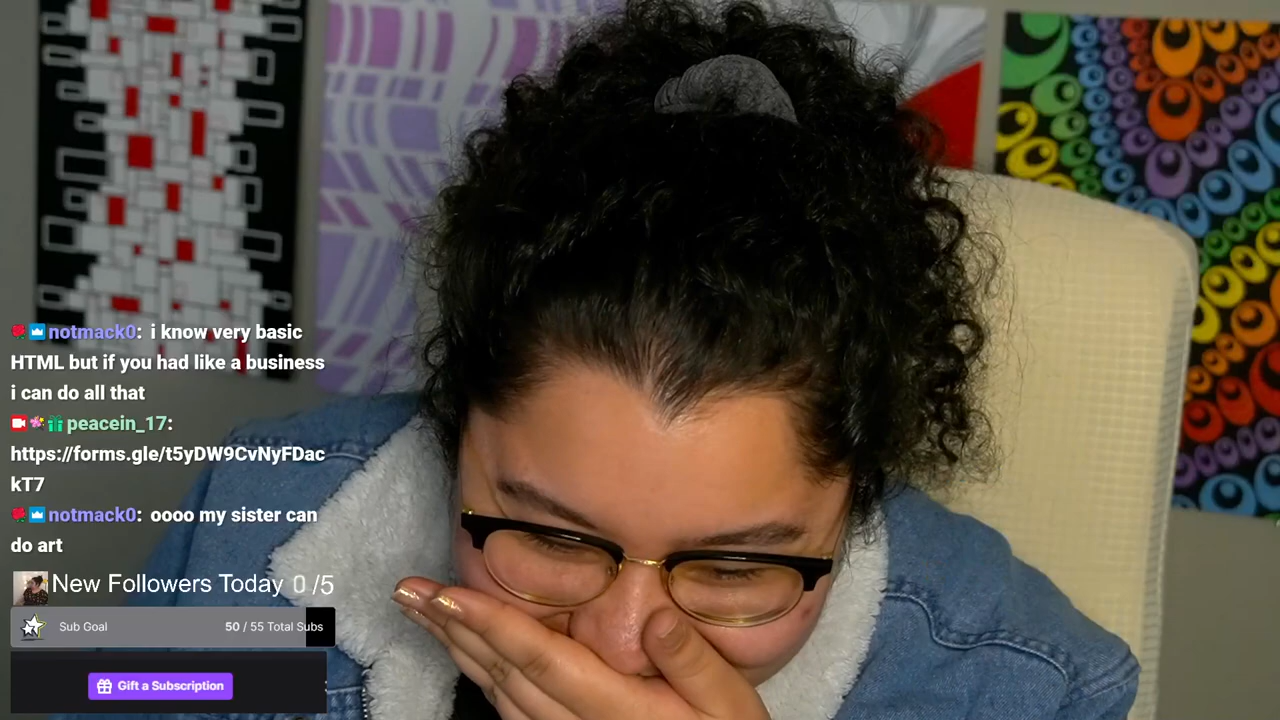 notmack0: i know very basic
HTML but if you had like a business
i can do all that
peacein_17:
https://forms.gle/t5yDW9CvNyFDac
kT7
notmack0: oooo my sister can
do art
New Followers Today 0 /5
Sub Goal 50 / 55 Total Subs
Gift a Subscription